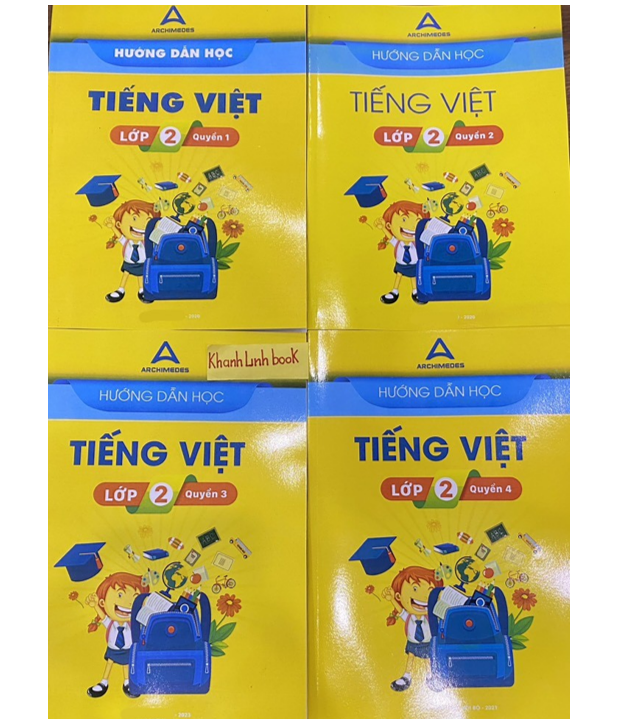 ARCHIMEDES
HƯỚNG DẪN HỌC
TIẾNG VIỆT
LỚP 2 Quyển 1
ARCHIMEDES
HƯỚNG DẪN HỌC
TIẾNG VIỆT
LỚP 2 Quyển 2
Khanh Linh book
ARCHIMEDES
HƯỚNG DẪN HỌC
TIẾNG VIỆT
LỚP 2 Quyển 3
ARCHIMEDES
HƯỚNG DẪN HỌC
TIẾNG VIỆT
LỚP 2 Quyển 4